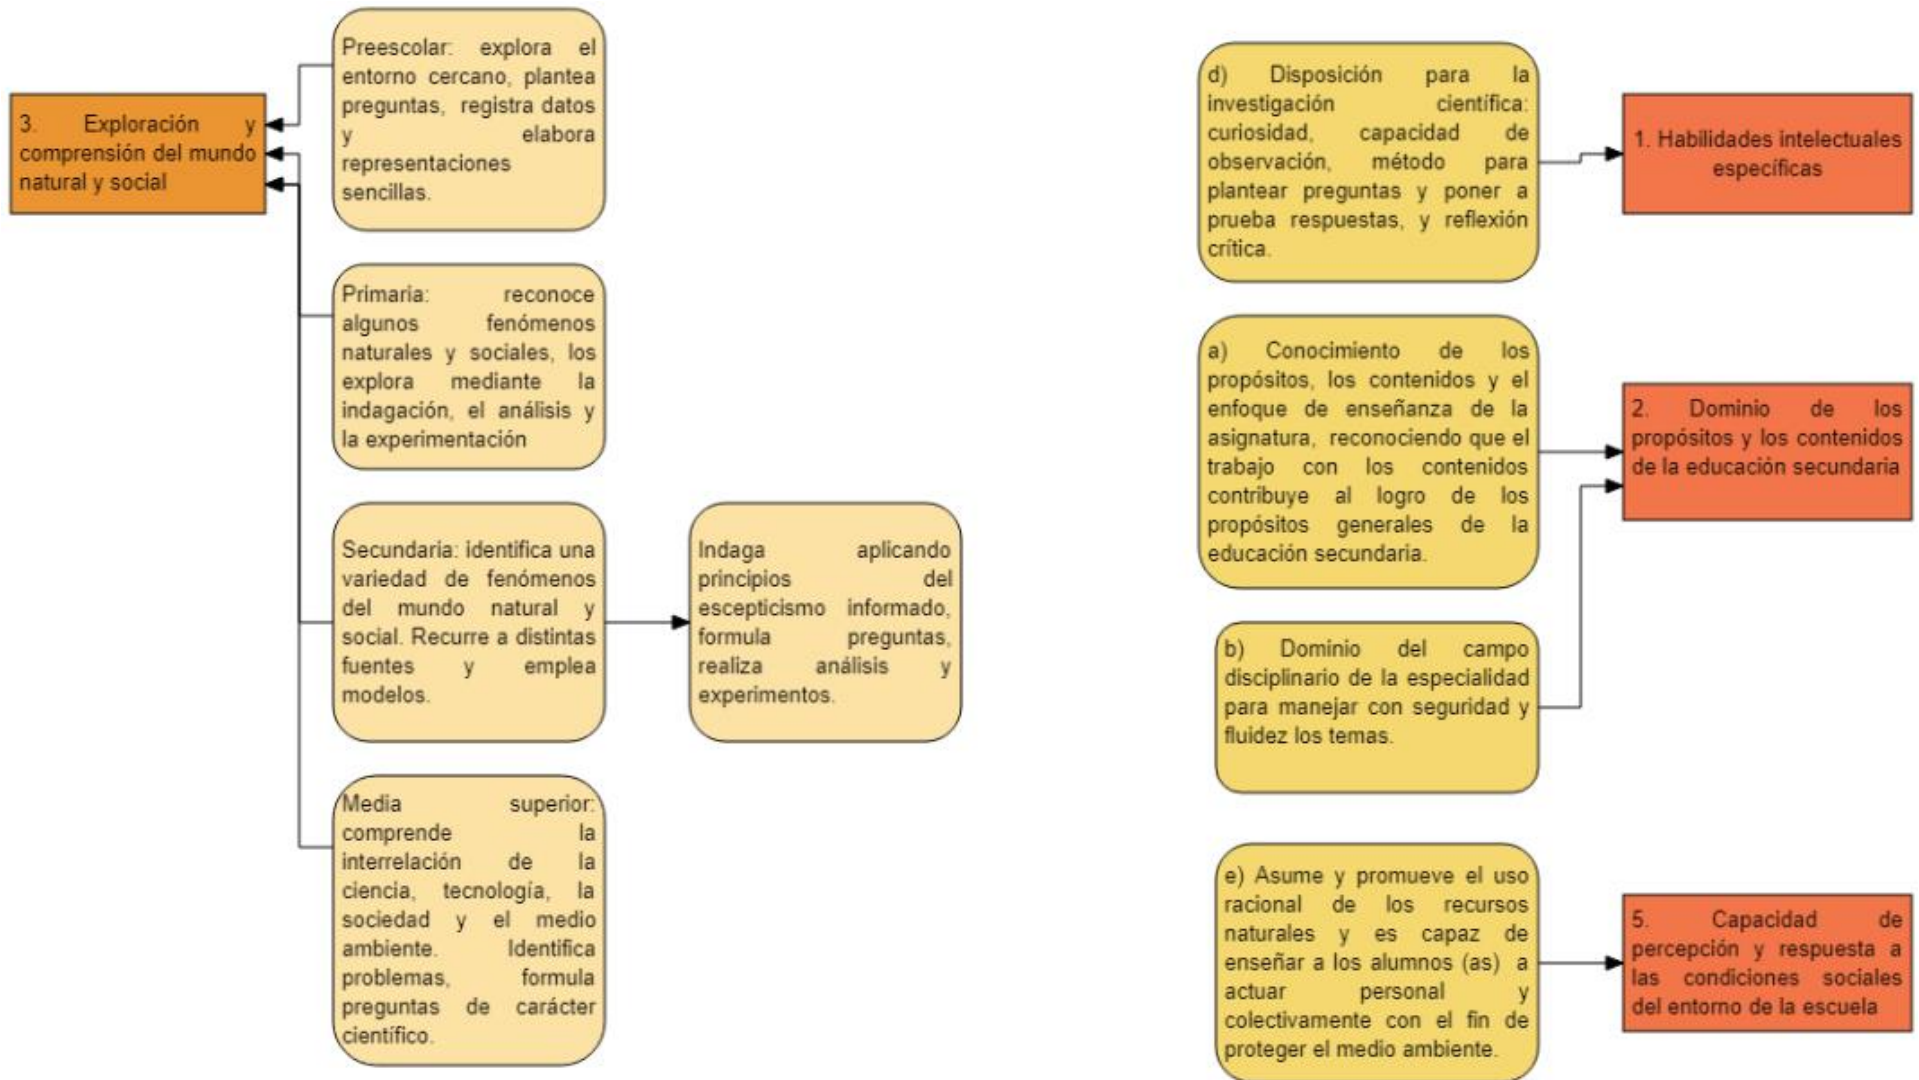 3. Exploración y
comprensión del mundo
natural y social
Preescolar: explora el
entorno cercano, plantea
preguntas, registra datos
y elabora
representaciones
sencillas.
Primaria: reconoce
algunos fenómenos
naturales y sociales, los
explora mediante la
indagación, el análisis y
la experimentación
Secundaria: identifica una
variedad de fenómenos
del mundo natural y
social. Recurre a distintas
fuentes y emplea
modelos.
Indaga aplicando
principios del
escepticismo informado,
formula preguntas,
realiza análisis y
experimentos.
Media superior:
comprende la
interrelación de la
ciencia, tecnología, la
sociedad y el medio
ambiente. Identifica
problemas, formula
preguntas de carácter
científico.
d) Disposición para la
investigación científica:
curiosidad, capacidad de
observación, método para
plantear preguntas y poner a
prueba respuestas, y reflexión
crítica.
1. Habilidades intelectuales
específicas
a) Conocimiento de los
propósitos, los contenidos y el
enfoque de enseñanza de la
asignatura, reconociendo que el
trabajo con los contenidos
contribuye al logro de los
propósitos generales de la
educación secundaria.
2. Dominio de los
propósitos y los contenidos
de la educación secundaria
b) Dominio del campo
disciplinario de la especialidad
para manejar con seguridad y
fluidez los temas.
e) Asume y promueve el uso
racional de los recursos
naturales y es capaz de
enseñar a los alumnos (as) a
actuar personal y
colectivamente con el fin de
proteger el medio ambiente.
5. Capacidad de
percepción y respuesta a
las condiciones sociales
del entorno de la escuela